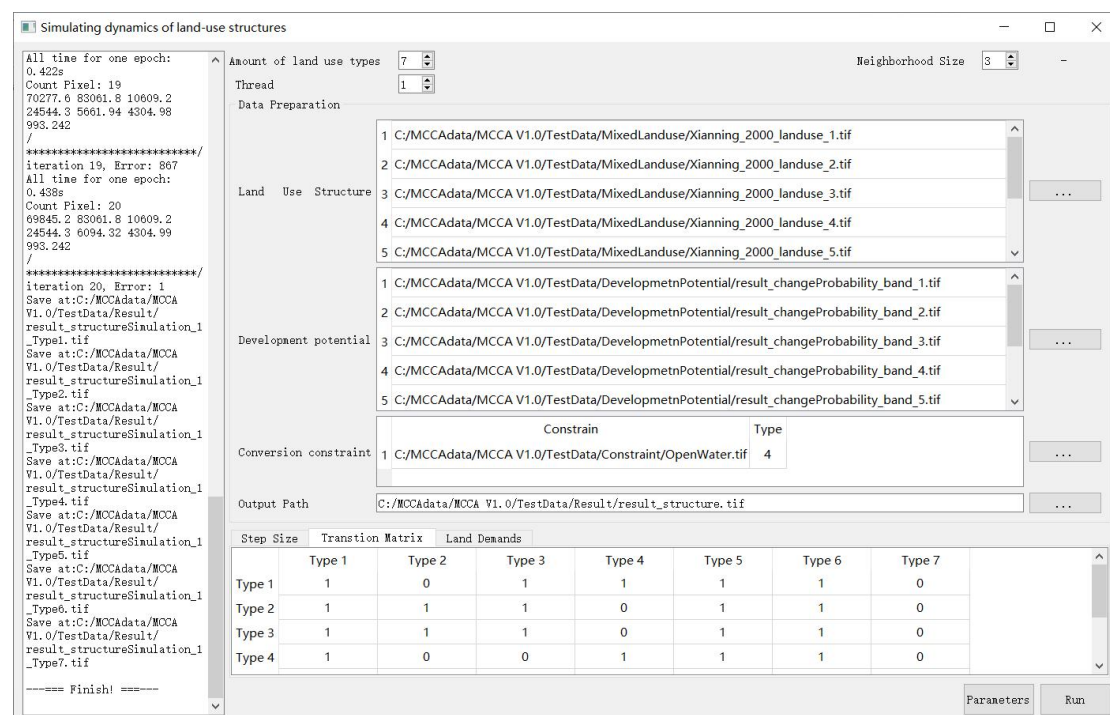 Simulating dynamics of land-use structures
All time for one epoch:
0.422s
Count Pixel: 19
70277.6 83061.8 10609.2
24544.3 5661.94 4304.98
993.242
/
***************************/
iteration 19, Error: 867
All time for one epoch:
0.438s
Count Pixel: 20
69845.2 83061.8 10609.2
24544.3 6094.32 4304.99
993.242
/
***************************/
iteration 20, Error: 1
Save at:C:/MCCAdata/MCCA
V1.0/TestData/Result/
result_structureSimulation_1
_Type1.tif
Save at:C:/MCCAdata/MCCA
V1.0/TestData/Result/
result_structureSimulation_1
_Type2.tif
Save at:C:/MCCAdata/MCCA
V1.0/TestData/Result/
result_structureSimulation_1
_Type3.tif
Save at:C:/MCCAdata/MCCA
V1.0/TestData/Result/
result_structureSimulation_1
_Type4.tif
Save at:C:/MCCAdata/MCCA
V1.0/TestData/Result/
result_structureSimulation_1
_Type5.tif
Save at:C:/MCCAdata/MCCA
V1.0/TestData/Result/
result_structureSimulation_1
_Type6.tif
Save at:C:/MCCAdata/MCCA
V1.0/TestData/Result/
result_structureSimulation_1
_Type7.tif
---=== Finish! ===---
Amount of land use types 7 Neighborhood Size 3 -
Thread 1
Data Preparation
Land Use Structure
1 C:/MCCAdata/MCCA V1.0/TestData/MixedLanduse/Xianning_2000_landuse_1.tif
2 C:/MCCAdata/MCCA V1.0/TestData/MixedLanduse/Xianning_2000_landuse_2.tif
3 C:/MCCAdata/MCCA V1.0/TestData/MixedLanduse/Xianning_2000_landuse_3.tif
4 C:/MCCAdata/MCCA V1.0/TestData/MixedLanduse/Xianning_2000_landuse_4.tif
5 C:/MCCAdata/MCCA V1.0/TestData/MixedLanduse/Xianning_2000_landuse_5.tif
...
Development potential
1 C:/MCCAdata/MCCA V1.0/TestData/DevelopmetnPotential/result_changeProbability_band_1.tif
2 C:/MCCAdata/MCCA V1.0/TestData/DevelopmetnPotential/result_changeProbability_band_2.tif
3 C:/MCCAdata/MCCA V1.0/TestData/DevelopmetnPotential/result_changeProbability_band_3.tif
4 C:/MCCAdata/MCCA V1.0/TestData/DevelopmetnPotential/result_changeProbability_band_4.tif
5 C:/MCCAdata/MCCA V1.0/TestData/DevelopmetnPotential/result_changeProbability_band_5.tif
...
Conversion constraint
Constrain Type
1 C:/MCCAdata/MCCA V1.0/TestData/Constraint/OpenWater.tif 4
...
Output Path C:/MCCAdata/MCCA V1.0/TestData/Result/result_structure.tif ...
Step Size Transtion Matrix Land Demands
Type 1 Type 2 Type 3 Type 4 Type 5 Type 6 Type 7
Type 1 1 0 1 1 1 1 0
Type 2 1 1 1 0 1 1 0
Type 3 1 1 1 0 1 1 0
Type 4 1 0 0 1 1 1 0
Parameters Run